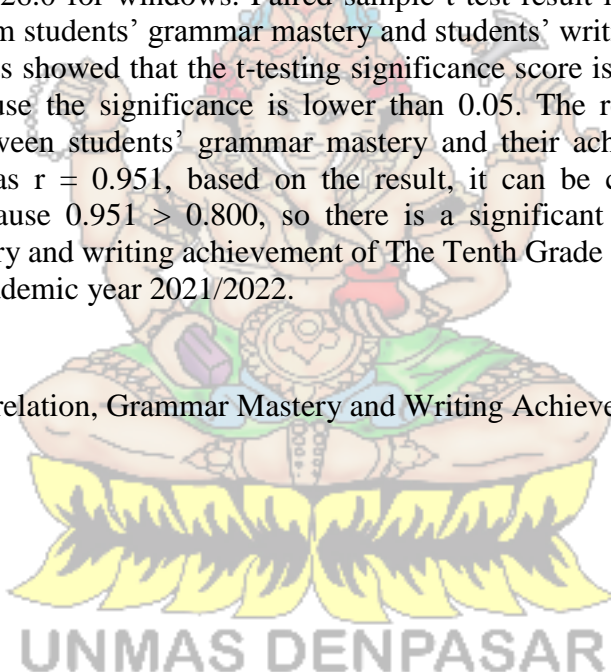 26.0 for windows. Paired sample t-test result
m students’ grammar mastery and students’ writ
s showed that the t-testing significance score is
use the significance is lower than 0.05. The r
ween students’ grammar mastery and their ach
as r = 0.951, based on the result, it can be c
ause 0.951 > 0.800, so there is a significant
ry and writing achievement of The Tenth Grade
ademic year 2021/2022.
relation, Grammar Mastery and Writing Achieve
UNMAS DENPASAR